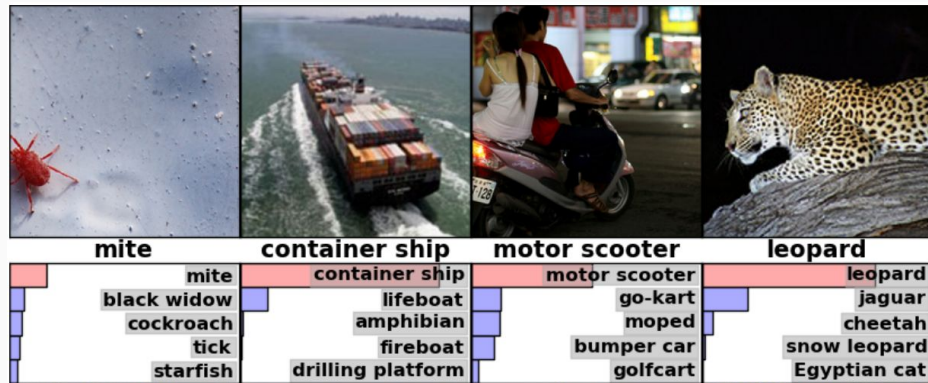 mite
container ship
motor scooter
leopard
mite
black widow
cockroach
tick
starfish
container ship
lifeboat
amphibian
fireboat
drilling platform
motor scooter
go-kart
moped
bumper car
golfcart
leopard
jaguar
cheetah
snow leopard
Egyptian cat